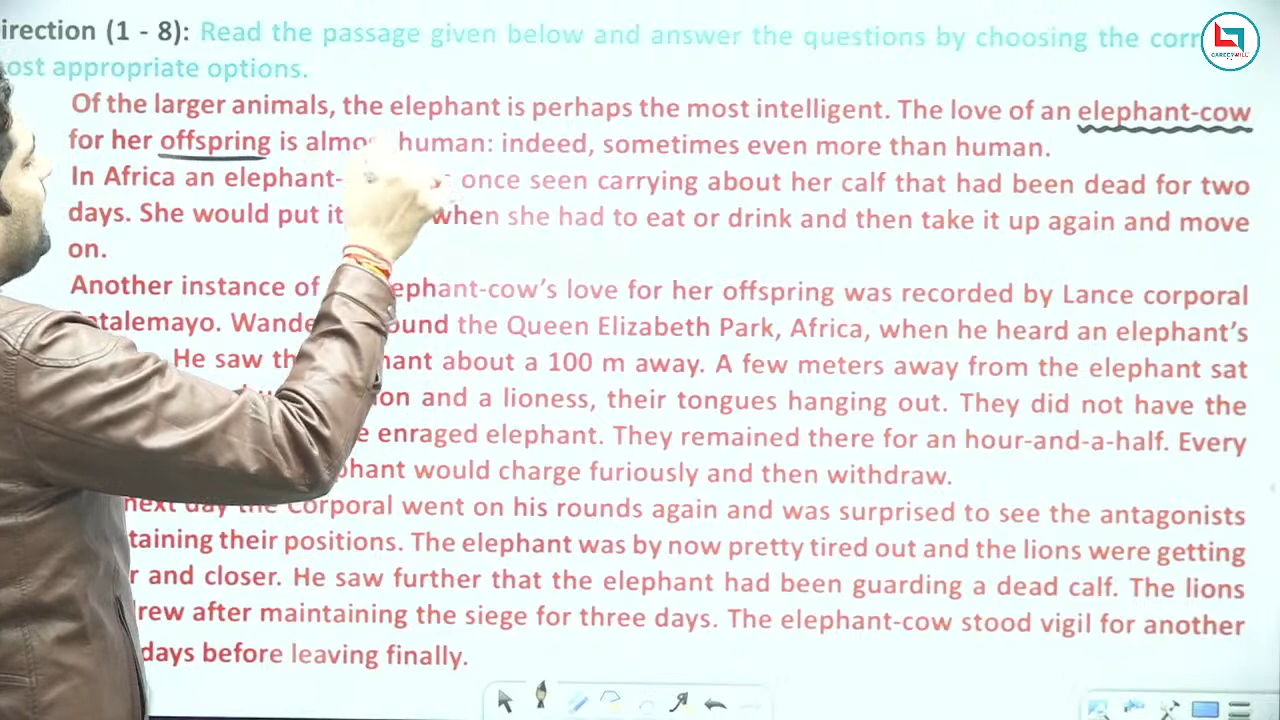 irection (1 - 8): Read the passage given below and answer the questions by choosing the corr
ost appropriate options.
Of the larger animals, the elephant is perhaps the most intelligent. The love of an elephant-cow
for her offspring is almo human: indeed, sometimes even more than human.
In Africa an elephant- once seen carrying about her calf that had been dead for two
days. She would put it when she had to eat or drink and then take it up again and move
on.
Another instance of ephant-cow's love for her offspring was recorded by Lance corporal
talemayo. Wande ound the Queen Elizabeth Park, Africa, when he heard an elephant's
He saw th hant about a 100 m away. A few meters away from the elephant sat
on and a lioness, their tongues hanging out. They did not have the
e enraged elephant. They remained there for an hour-and-a-half. Every
phant would charge furiously and then withdraw.
next day the corporal went on his rounds again and was surprised to see the antagonists
taining their positions. The elephant was by now pretty tired out and the lions were getting
r and closer. He saw further that the elephant had been guarding a dead calf. The lions
rew after maintaining the siege for three days. The elephant-cow stood vigil for another
days before leaving finally.